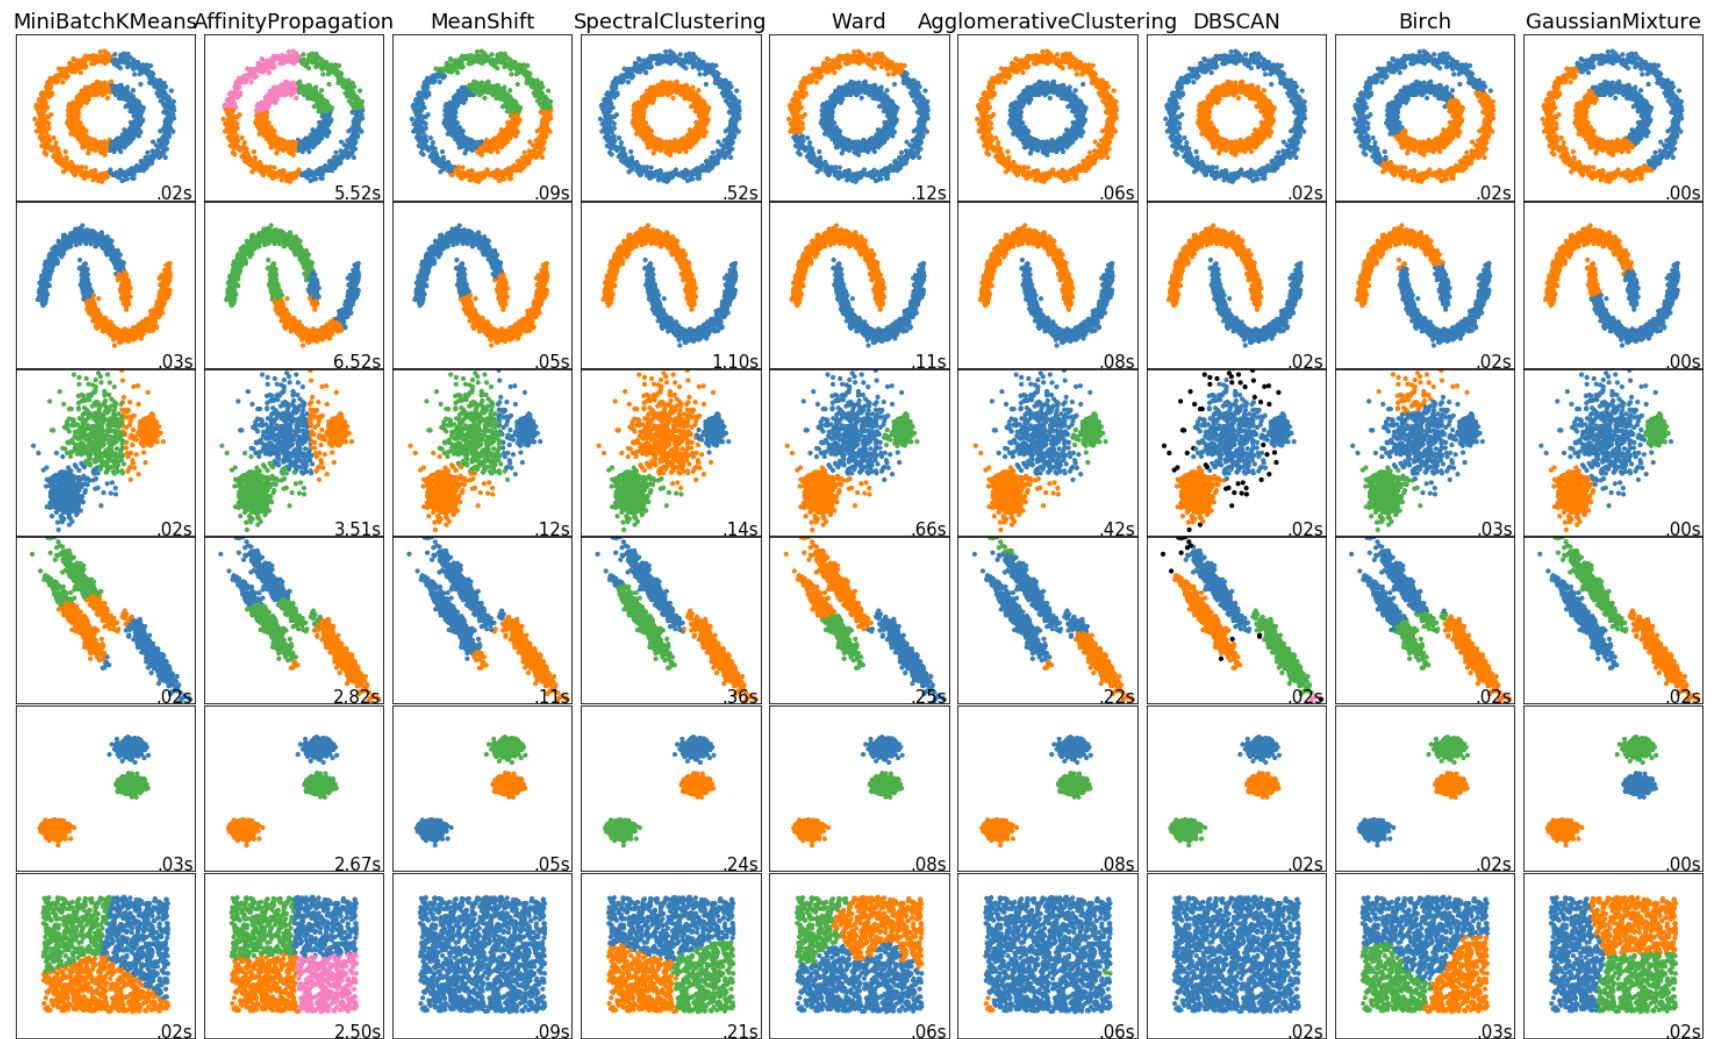 MiniBatchKMeans AffinityPropagation MeanShift SpectralClustering Ward AgglomerativeClustering DBSCAN Birch GaussianMixture
.02s 5.52s .09s .52s .12s .06s .02s .02s .00s
.03s 6.52s .05s 1.10s .11s .08s .02s .02s .00s
.02s 3.51s .12s .14s .66s .42s .02s .03s .00s
.02s 2.82s .11s .36s .25s .22s .02s .02s .02s
.03s 2.67s .05s .24s .08s .08s .02s .02s .00s
.02s 2.50s .09s .21s .06s .06s .02s .03s .02s